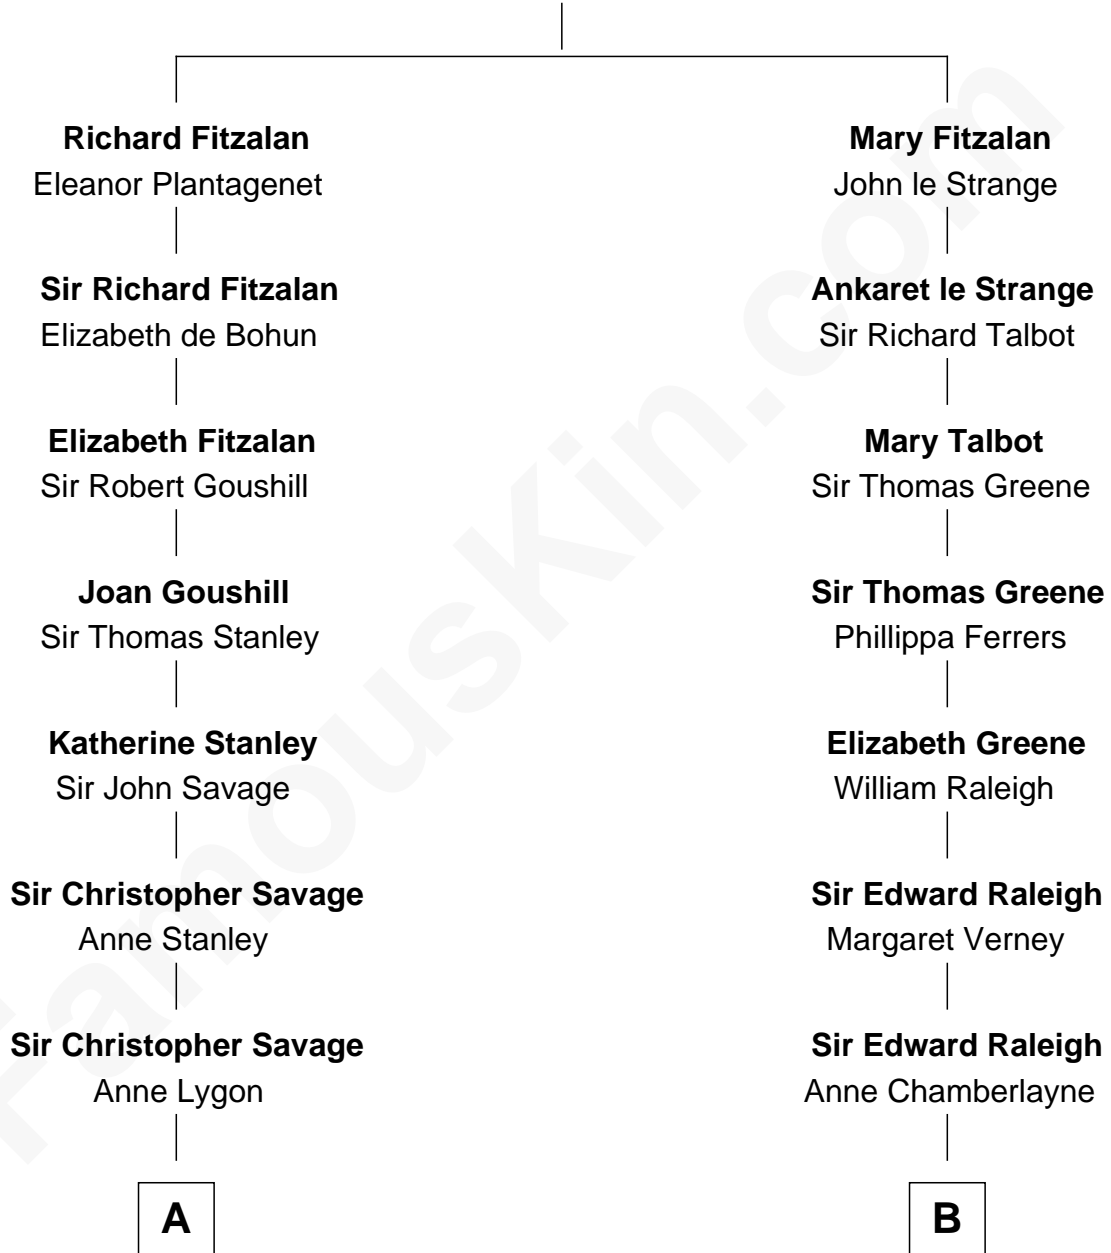 Richard Fitzalan
Eleanor Plantagenet
Mary Fitzalan
John le Strange
Sir Richard Fitzalan
Elizabeth de Bohun
Ankaret le Strange
Sir Richard Talbot
Elizabeth Fitzalan
Sir Robert Goushill
Mary Talbot
Sir Thomas Greene
Joan Goushill
Sir Thomas Stanley
Sir Thomas Greene
Phillippa Ferrers
Katherine Stanley
Sir John Savage
Elizabeth Greene
William Raleigh
Sir Christopher Savage
Anne Stanley
Sir Edward Raleigh
Margaret Verney
Sir Christopher Savage
Anne Lygon
Sir Edward Raleigh
Anne Chamberlayne
A
B
FamousKin.com